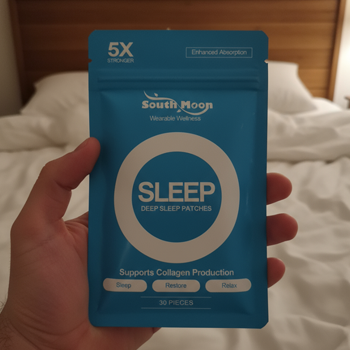 5X
STRONGER
Enhanced Absorption
South Moon
Wearable Wellness
SLEEP
DEEP SLEEP PATCHES
Supports Collagen Production
Sleep Restore Relax
30 PIECES